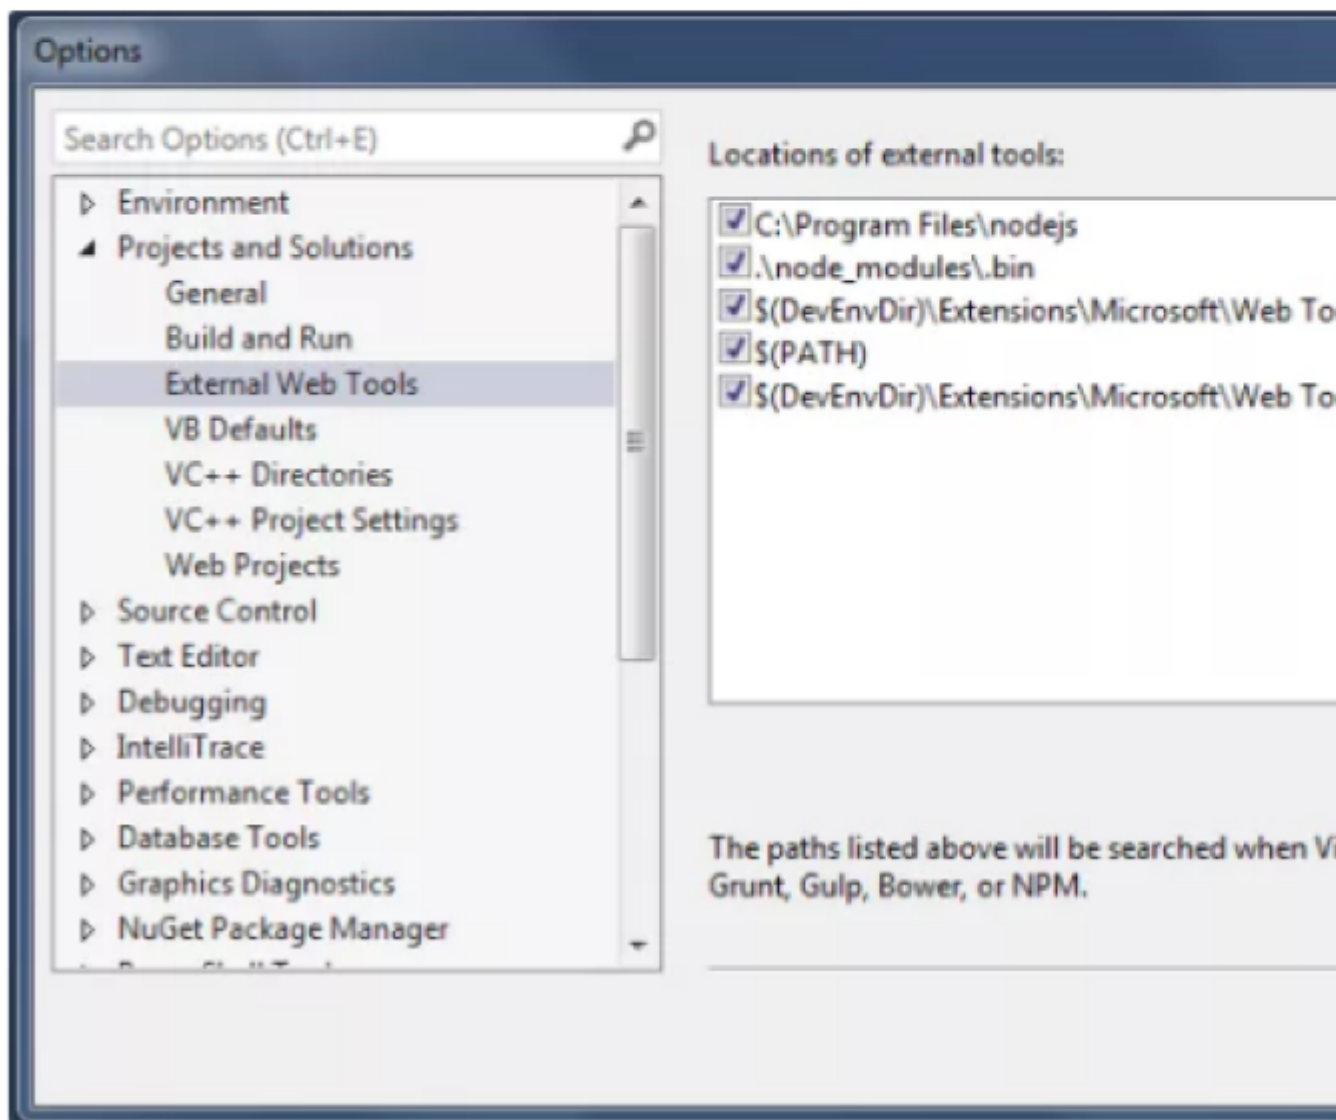 Options
Search Options (Ctrl+E)
Environment
Projects and Solutions
General
Build and Run
External Web Tools
VB Defaults
VC++ Directories
VC++ Project Settings
Web Projects
Source Control
Text Editor
Debugging
IntelliTrace
Performance Tools
Database Tools
Graphics Diagnostics
NuGet Package Manager
Locations of external tools:
C:\Program Files\nodejs
.\node_modules\.bin
$(DevEnvDir)\Extensions\Microsoft\Web
$(PATH)
$(DevEnvDir)\Extensions\Microsoft\Web
The paths listed above will be searched when
Grunt, Gulp, Bower, or NPM.